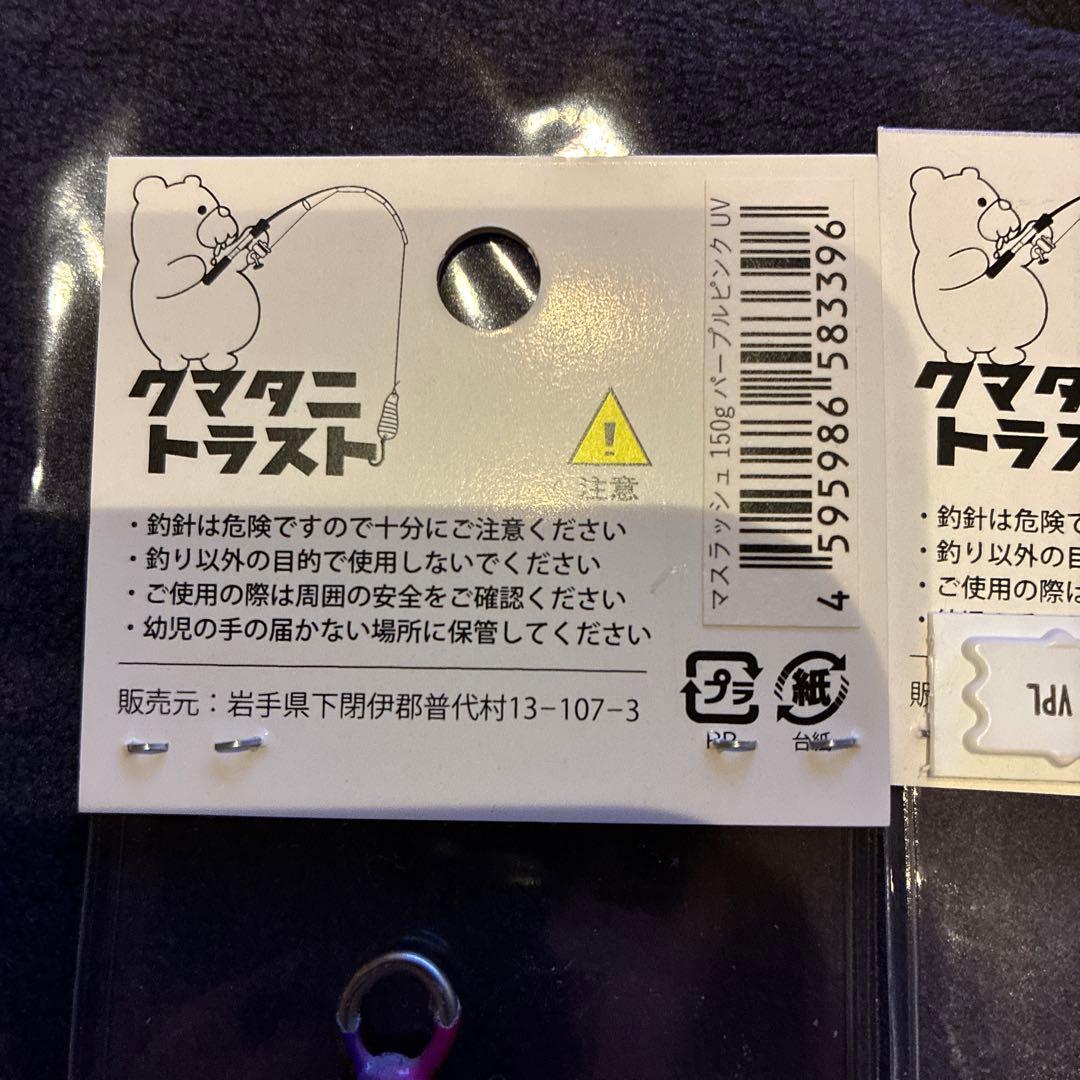 クマタニ
トラスト
注意
・釣針は危険ですので十分にご注意ください
・釣り以外の目的で使用しないでください
・ご使用の際は周囲の安全をご確認ください
・幼児の手の届かない場所に保管してください
販売元：岩手県下閉伊郡普代村13-107-3
マスラッシュ 150g パープルピンク UV
4 595986 583396
プラ
紙
PP
台紙
クマタ
トラス
・釣針は危険で
・釣り以外の目
・ご使用の際は
販
VPL